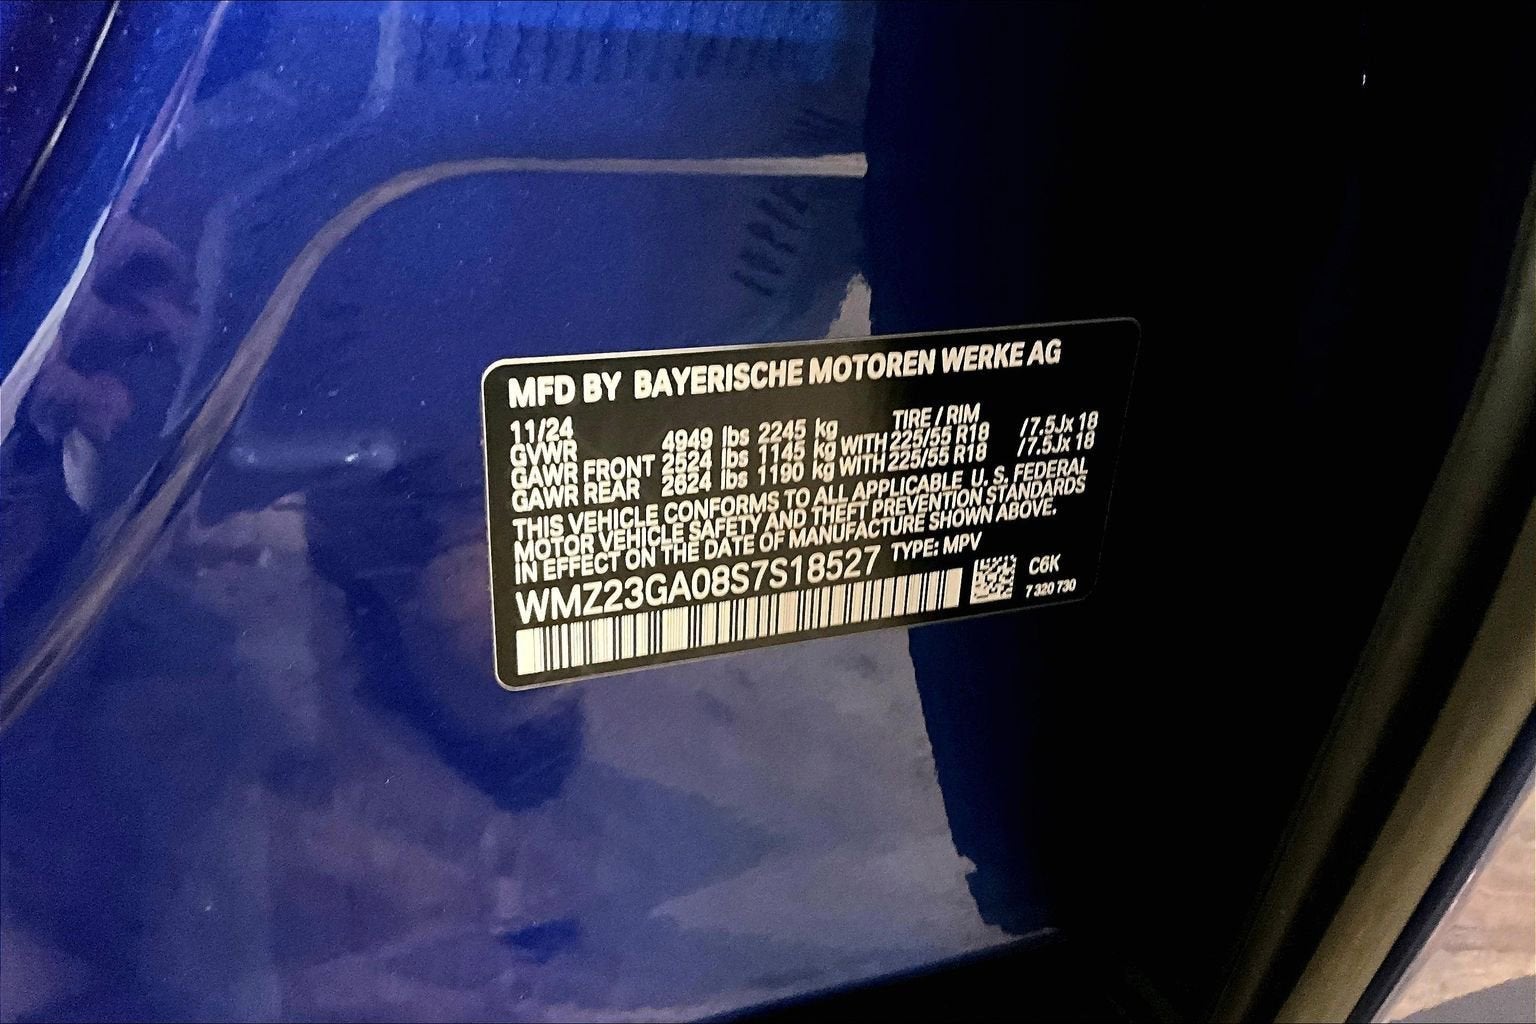 MFD BY BAYERISCHE MOTOREN WERKE AG
11/24 TIRE / RIM
GVWR 4949 lbs 2245 kg
GAWR FRONT 2524 lbs 1145 kg WITH 225/55 R18 /7.5Jx 18
GAWR REAR 2624 lbs 1190 kg WITH 225/55 R18 /7.5Jx 18
THIS VEHICLE CONFORMS TO ALL APPLICABLE U. S. FEDERAL
MOTOR VEHICLE SAFETY AND THEFT PREVENTION STANDARDS
IN EFFECT ON THE DATE OF MANUFACTURE SHOWN ABOVE.
WMZ23GA08S7S18527 TYPE: MPV
C6K
7 320 730